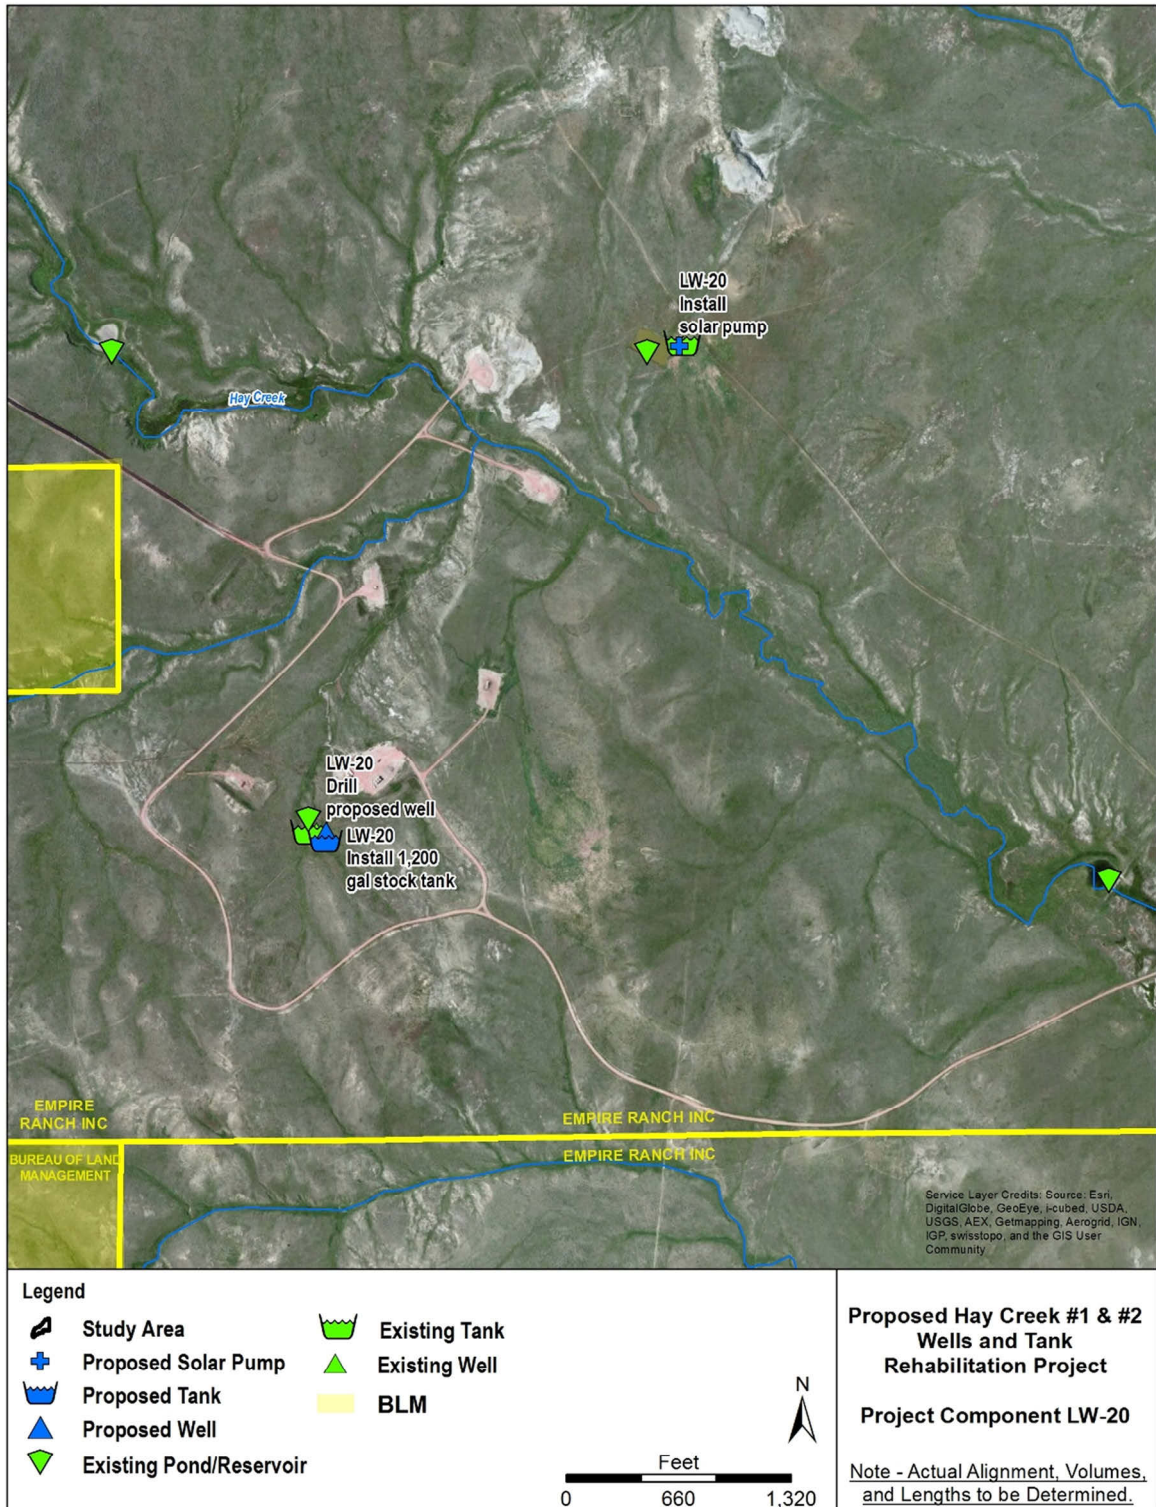 LW-20
Install
solar pump
Hay Creek
LW-20
Drill
proposed well
LW-20
Install 1,200
gal stock tank
EMPIRE
RANCH INC
EMPIRE RANCH INC
BUREAU OF LAND
MANAGEMENT
EMPIRE RANCH INC
Service Layer Credits: Source: Esri,
DigitalGlobe, GeoEye, i-cubed, USDA,
USGS, AEX, Getmapping, Aerogrid, IGN,
IGP, swisstopo, and the GIS User
Community
Legend
Study Area
Proposed Solar Pump
Proposed Tank
Proposed Well
Existing Pond/Reservoir
Existing Tank
Existing Well
BLM
Feet
0 660 1,320
N
Proposed Hay Creek #1 & #2
Wells and Tank
Rehabilitation Project
Project Component LW-20
Note - Actual Alignment, Volumes,
and Lengths to be Determined.